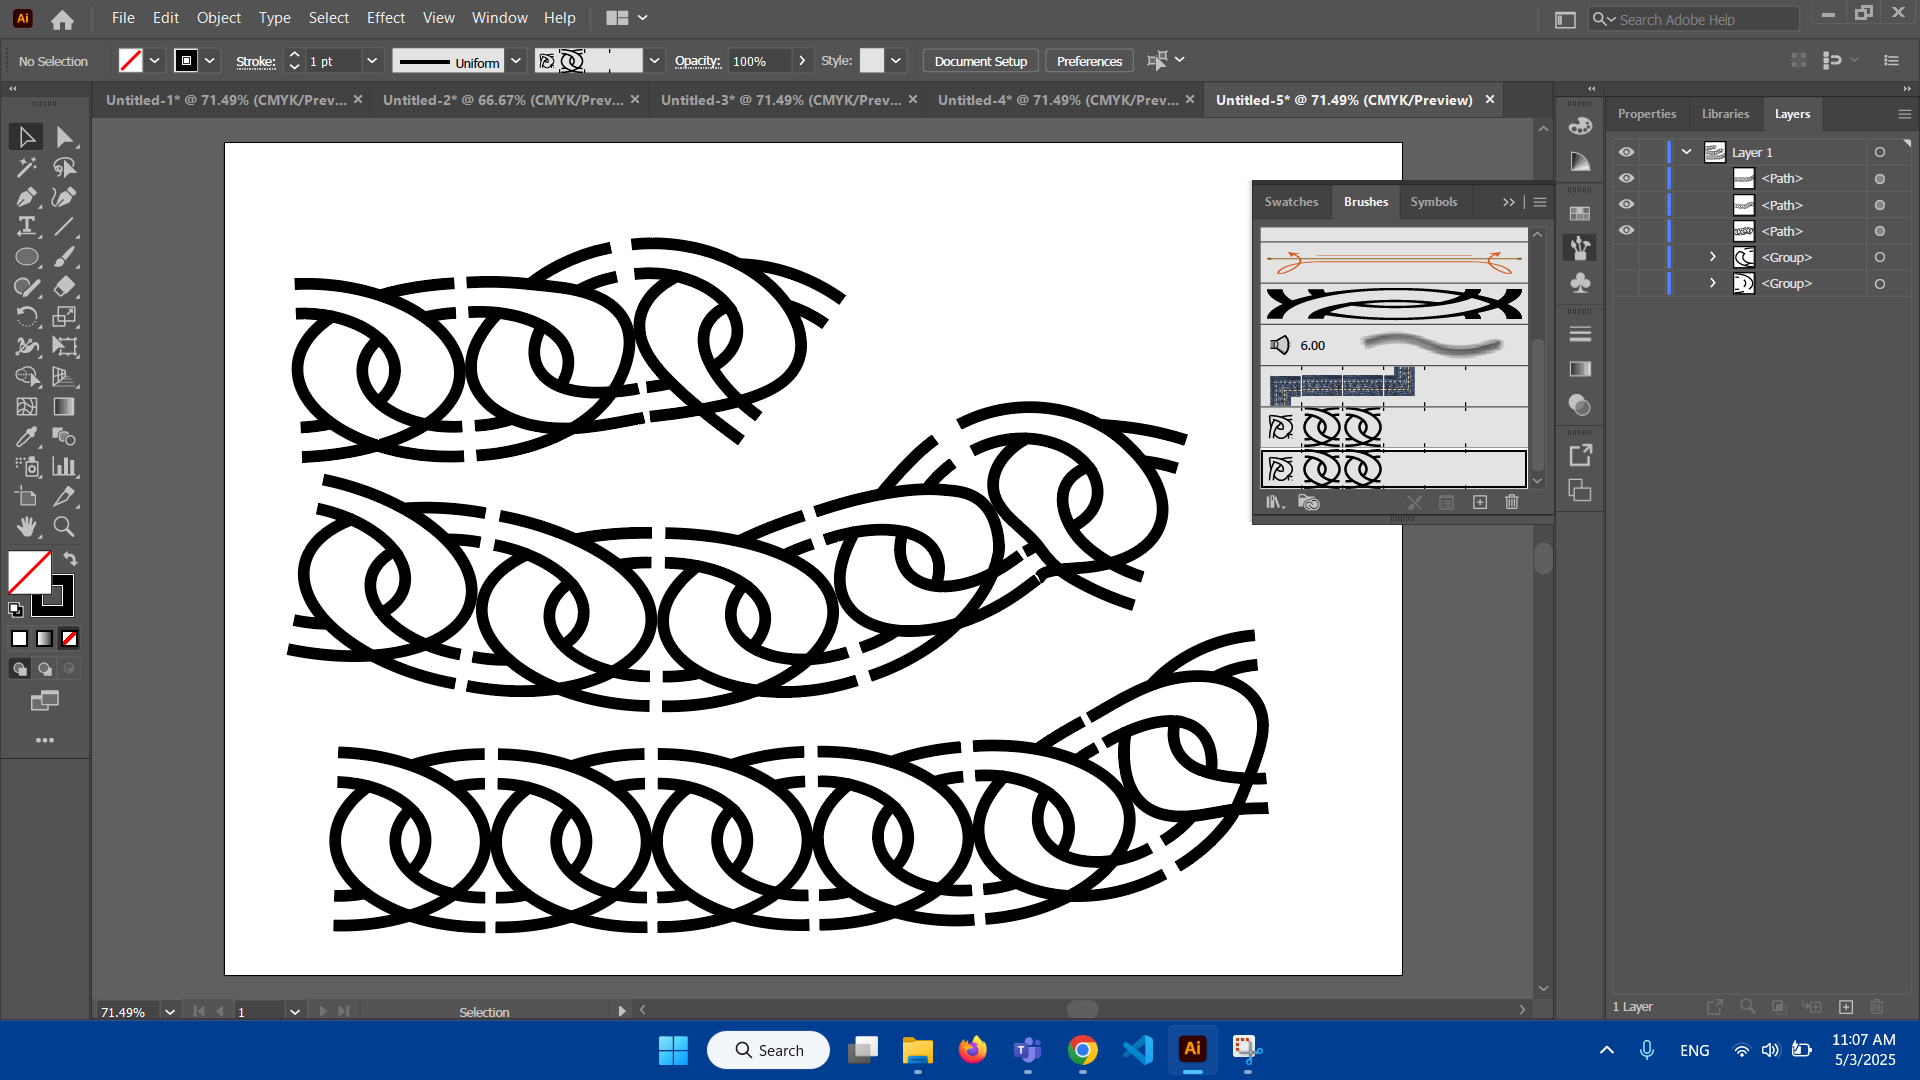 Ai File Edit Object Type Select Effect View Window Help Search Adobe Help
No Selection Stroke: 1 pt Uniform Opacity: 100% Style: Document Setup Preferences
Untitled-1* @ 71.49% (CMYK/Prev... Untitled-2* @ 66.67% (CMYK/Prev... Untitled-3* @ 71.49% (CMYK/Prev... Untitled-4* @ 71.49% (CMYK/Prev... Untitled-5* @ 71.49% (CMYK/Preview)
Properties Libraries Layers
Layer 1
<Path>
<Path>
<Path>
<Group>
<Group>
Swatches Brushes Symbols
6.00
71.49% 1 Selection
1 Layer
Search Ai ENG 11:07 AM
5/3/2025